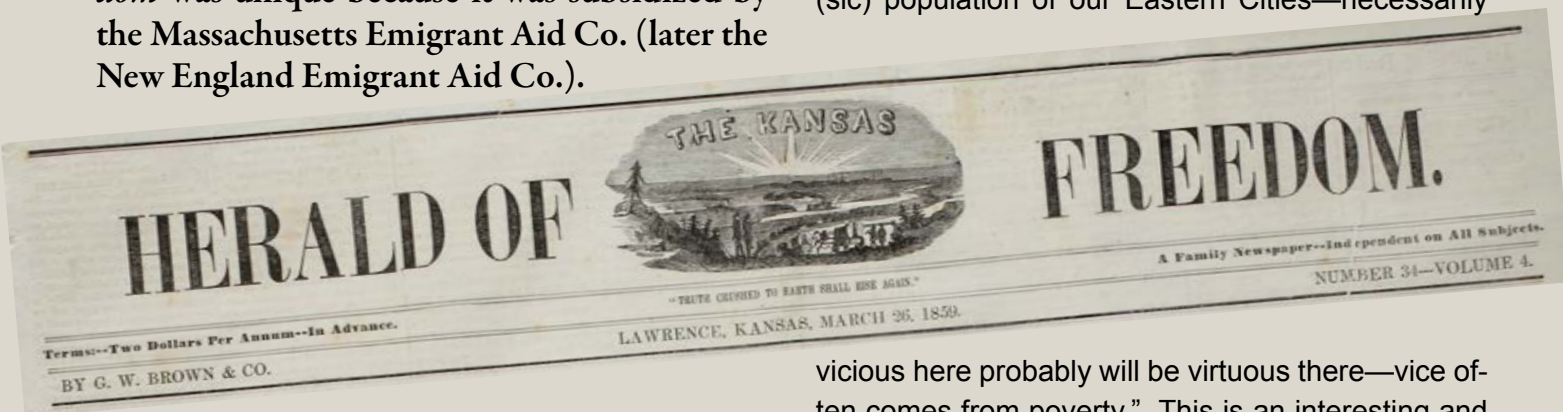 was unique because it was subsidized by
the Massachusetts Emigrant Aid Co. (later the
New England Emigrant Aid Co.).
(sic) population of our Eastern Cities—necessarily
THE KANSAS
HERALD OF FREEDOM.
A Family Newspaper--Independent on All Subjects.
"TRUTH CRUSHED TO EARTH SHALL RISE AGAIN."
Terms:--Two Dollars Per Annum--In Advance.
NUMBER 34—VOLUME 4.
LAWRENCE, KANSAS, MARCH 26, 1859.
BY G. W. BROWN & CO.
vicious here probably will be virtuous there—vice of-
ten comes from poverty.” This is an interesting and